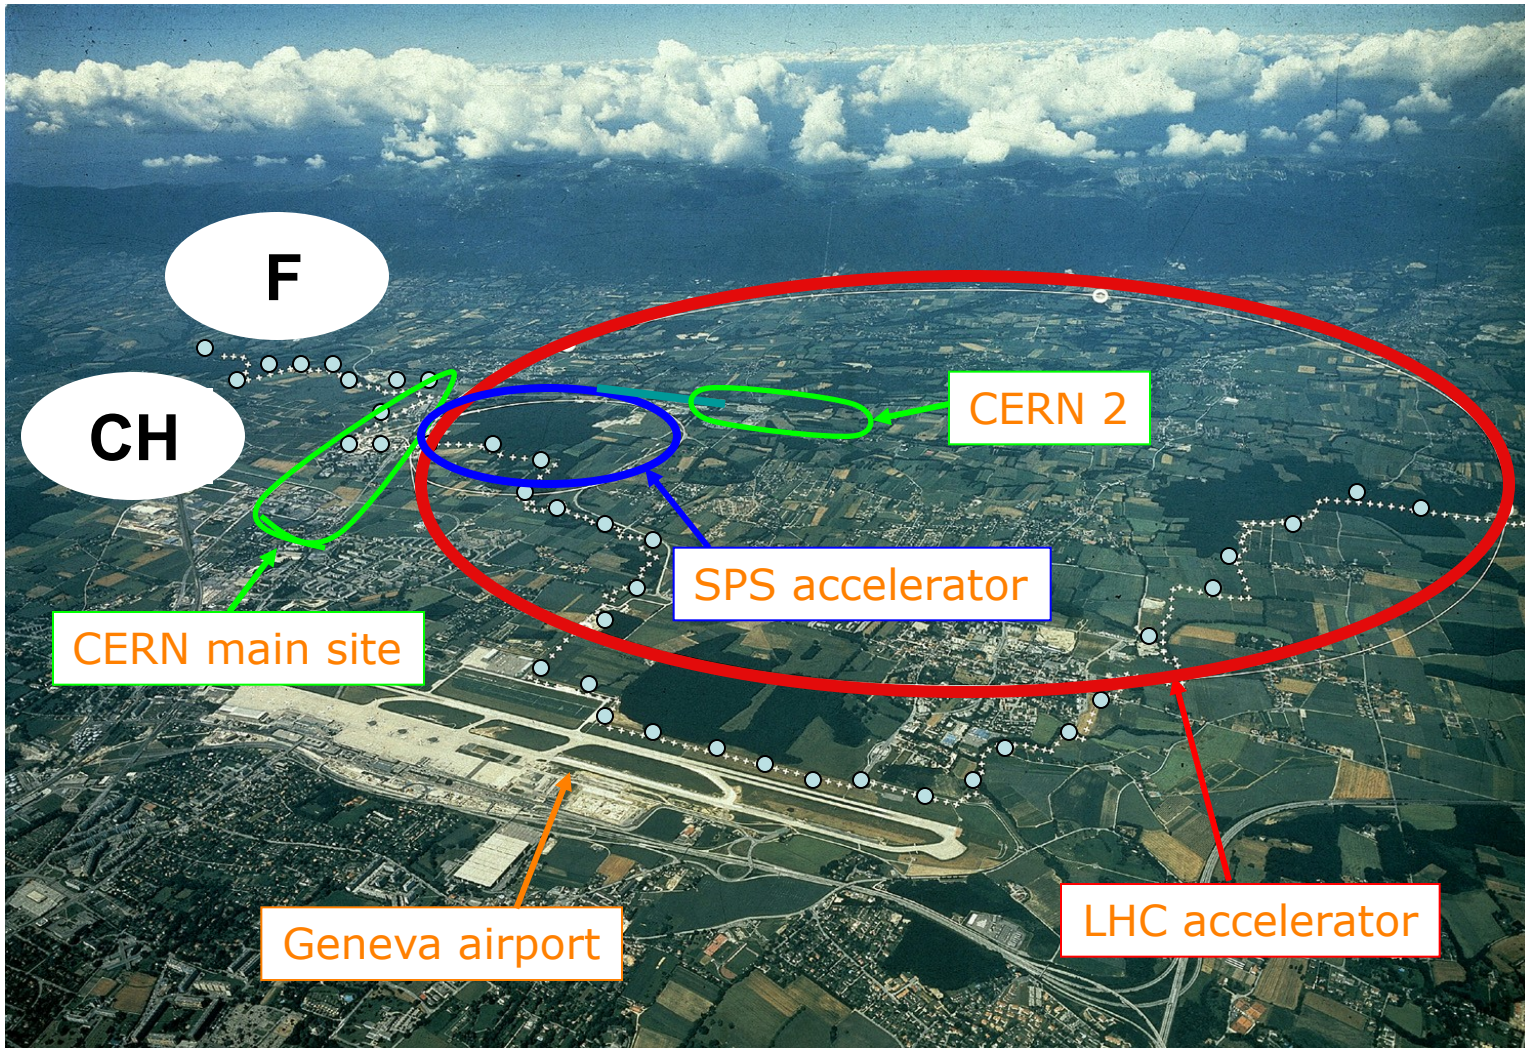 F
CH
CERN 2
SPS accelerator
CERN main site
LHC accelerator
Geneva airport